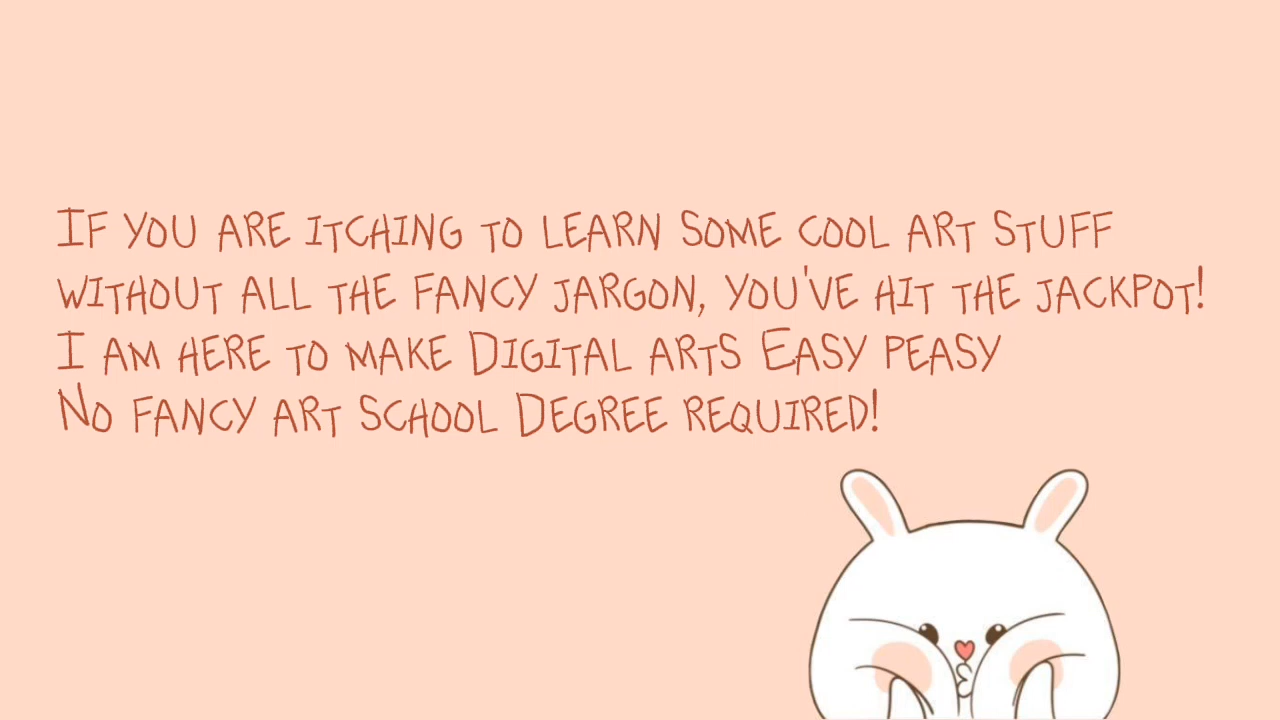 If you are itching to learn some cool art stuff
without all the fancy jargon, you've hit the jackpot!
I am here to make Digital arts Easy peasy
No fancy art school Degree required!